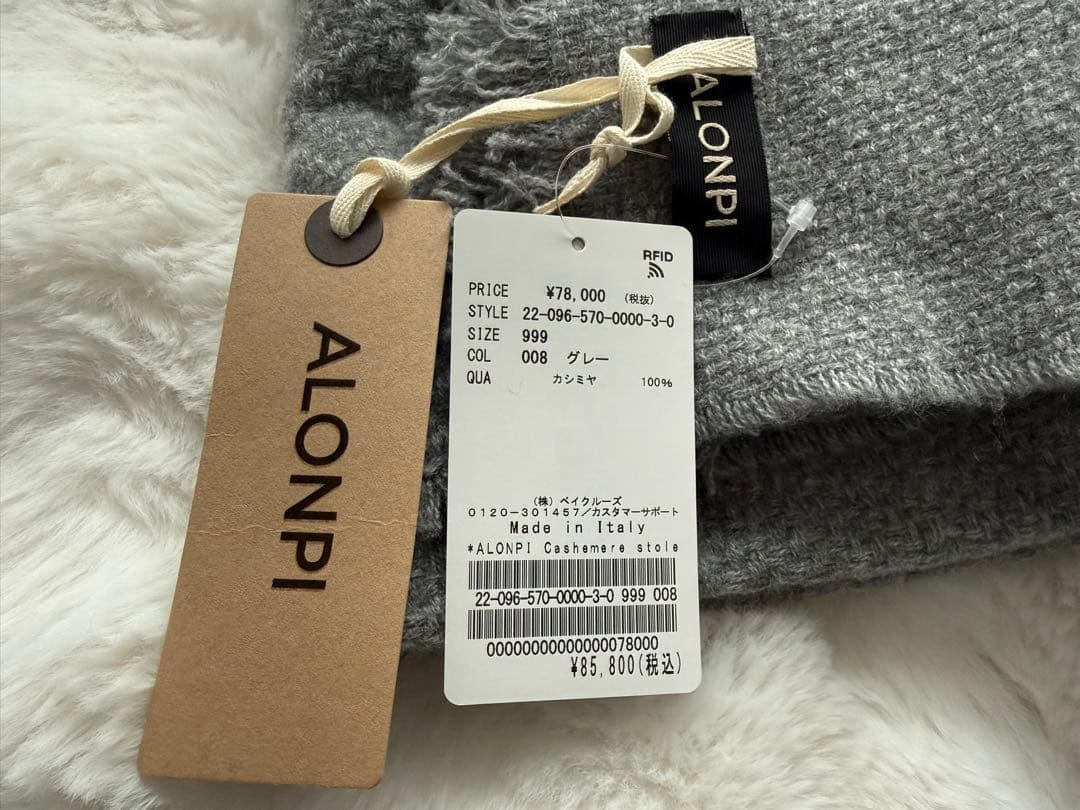 ALONPI
ALONPI
RFID
PRICE ¥78,000 (税抜)
STYLE 22-096-570-0000-3-0
SIZE 999
COL 008 グレー
QUA カシミヤ 100%
(株) ベイクルーズ
0120-301457/カスタマーサポート
Made in Italy
*ALONPI Cashemere stole
22-096-570-0000-3-0 999 008
00000000000000078000
¥85,800(税込)